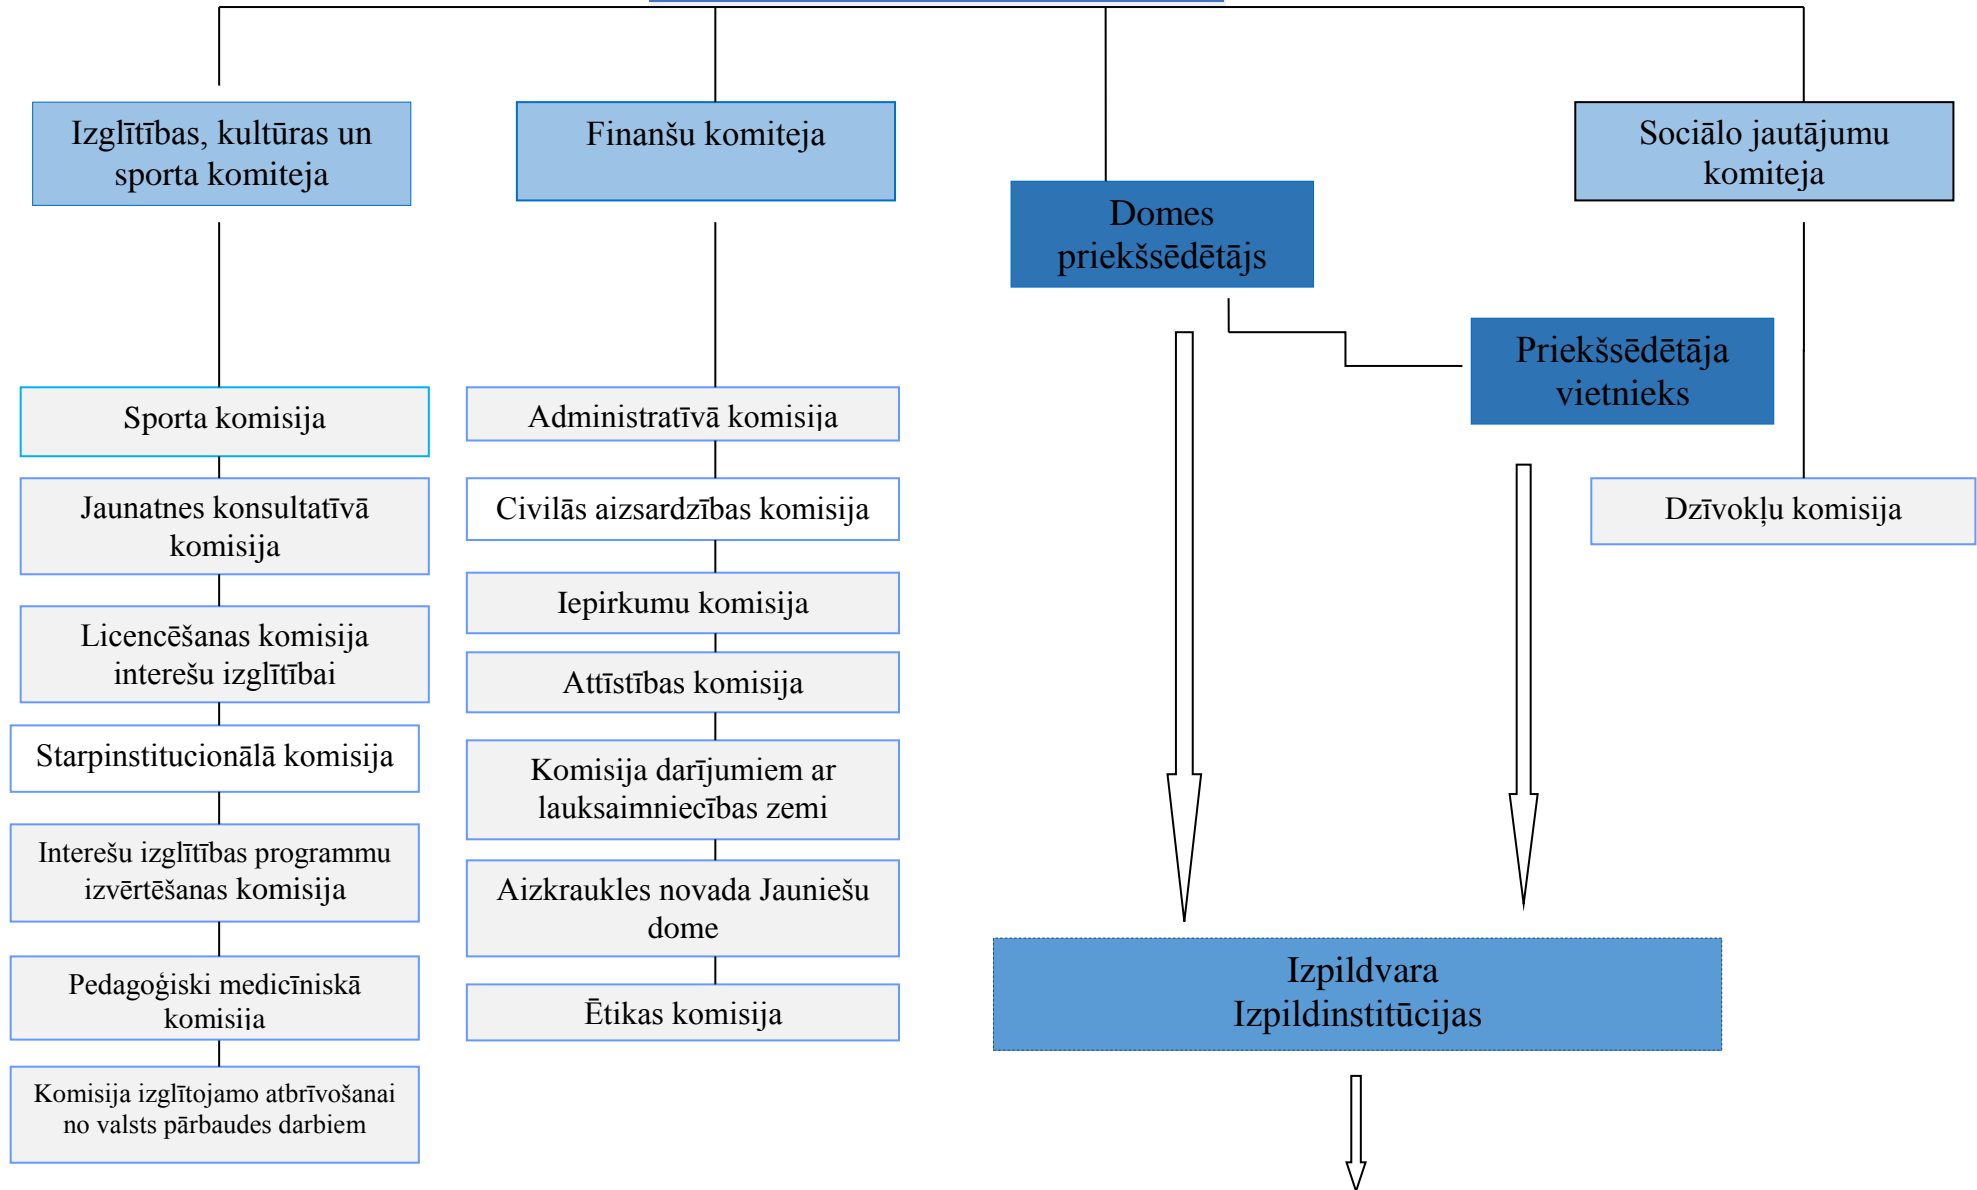 Izglītības, kultūras un
sporta komiteja
Finanšu komiteja
Sociālo jautājumu
komiteja
Domes
priekšsēdētājs
Priekšsēdētāja
vietnieks
Sporta komisija
Jaunatnes konsultatīvā
komisija
Licencēšanas komisija
interešu izglītībai
Starpinstitucionālā komisija
Interešu izglītības programmu
izvērtēšanas komisija
Pedagoģiski medicīniskā
komisija
Komisija izglītojamo atbrīvošanai
no valsts pārbaudes darbiem
Administratīvā komisija
Civilās aizsardzības komisija
Iepirkumu komisija
Attīstības komisija
Komisija darījumiem ar
lauksaimniecības zemi
Aizkraukles novada Jauniešu
dome
Ētikas komisija
Dzīvokļu komisija
Izpildvara
Izpildinstitūcijas